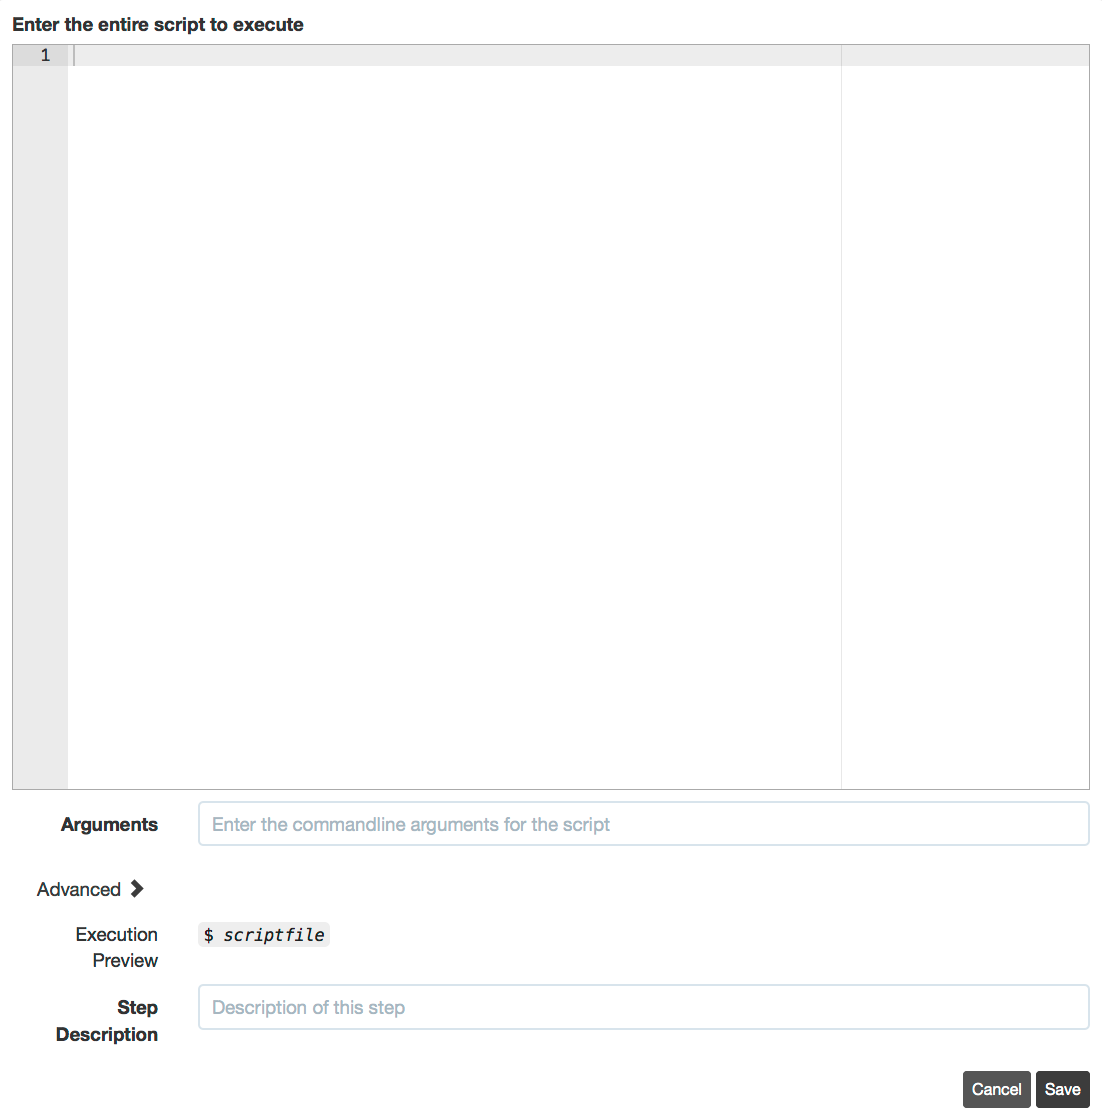 Enter the entire script to execute
1
Arguments
Enter the commandline arguments for the script
Advanced
Execution Preview
$ scriptfile
Step Description
Description of this step
Cancel
Save